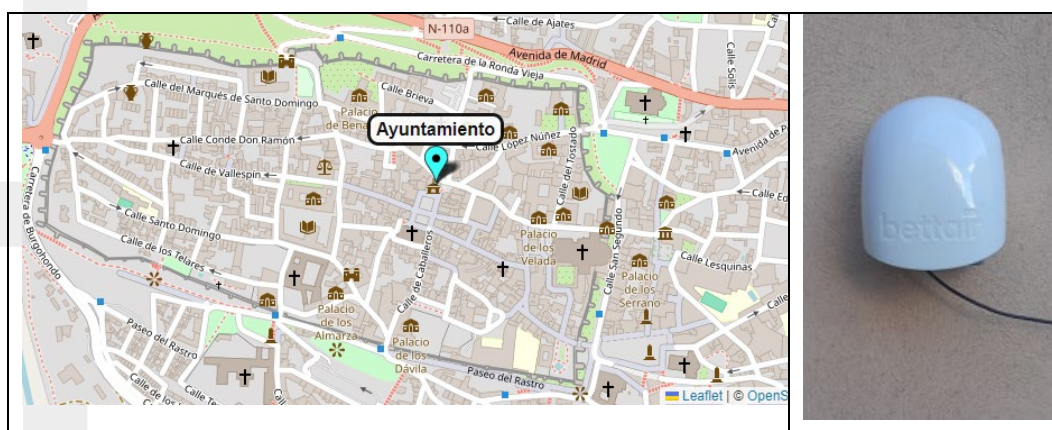 N-110a
Calle de Ajates
Avenida de Madrid
Carretera de la Ronda Vieja
Calle Solís
Calle del Marqués de Santo Domingo
Calle Brieva
Palacio
Ayuntamiento
Calle López Núñez
Calle Conde Don Ramón
Avenida de
Calle de Vallespín
Calle del Tostado
Carretera de Burgohondo
Calle Santo Domingo
Calle de los Telares
Calle de Caballeros
Palacio
de los
Velada
Calle San Segundo
Calle Lesquinas
Palacio
de los
Serrano
Palacio
de los
Almarza
Palacio
de los
Dávila
Paseo del Rastro
Paseo del Rastro
Leaflet | © OpenS
bettair